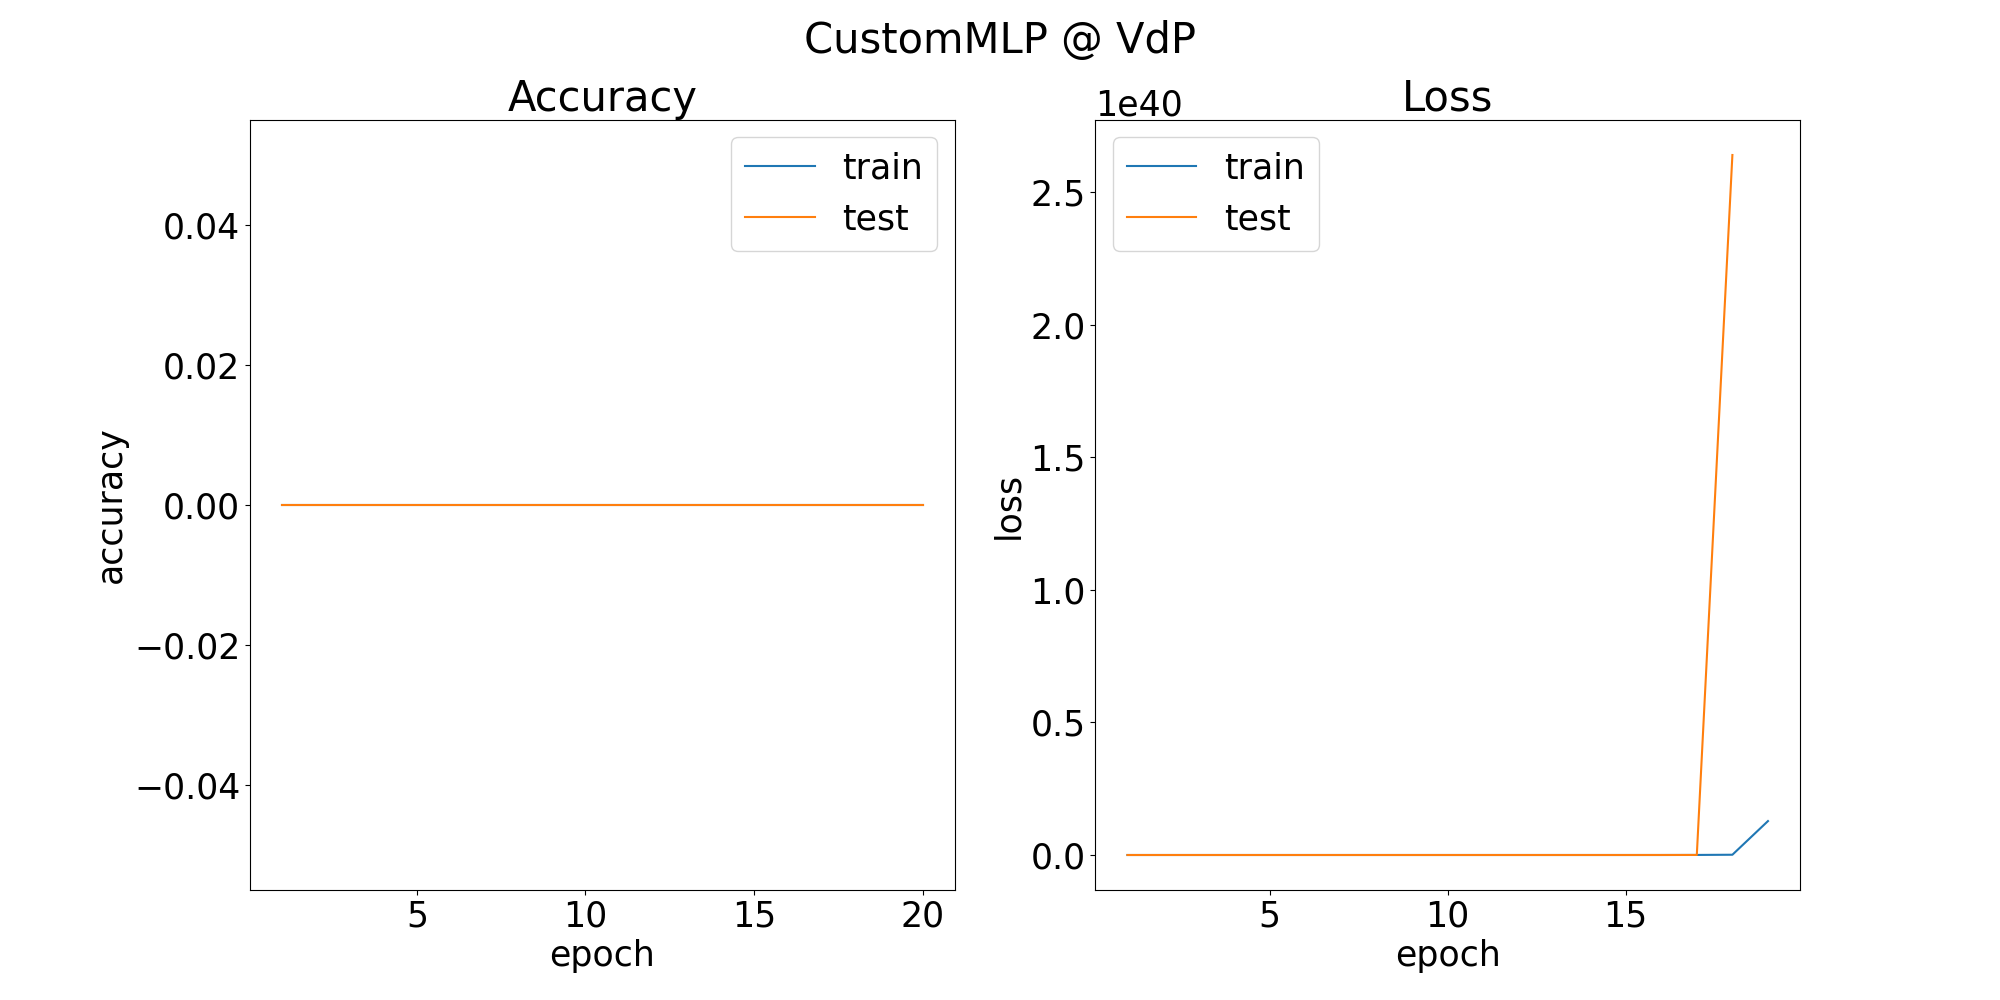 CustomMLP @ VdP
Accuracy
train
test
0.04
0.02
0.00
−0.02
−0.04
accuracy
5 10 15 20
epoch
Loss
1e40
train
test
2.5
2.0
1.5
1.0
0.5
0.0
loss
5 10 15
epoch